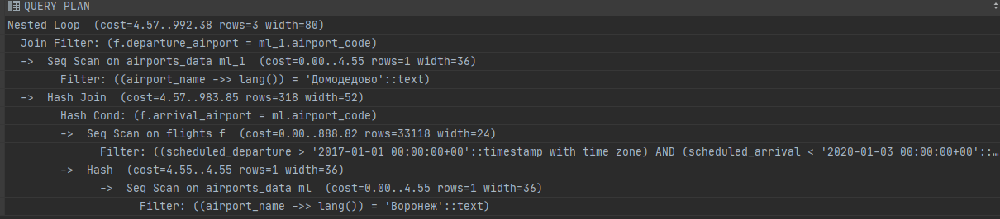 QUERY PLAN
Nested Loop  (cost=4.57..992.38 rows=3 width=80)
  Join Filter: (f.departure_airport = ml_1.airport_code)
  ->  Seq Scan on airports_data ml_1  (cost=0.00..4.55 rows=1 width=36)
        Filter: ((airport_name ->> lang()) = 'Домодедово'::text)
  ->  Hash Join  (cost=4.57..983.85 rows=318 width=52)
        Hash Cond: (f.arrival_airport = ml.airport_code)
        ->  Seq Scan on flights f  (cost=0.00..888.82 rows=33118 width=24)
              Filter: ((scheduled_departure > '2017-01-01 00:00:00+00'::timestamp with time zone) AND (scheduled_arrival < '2020-01-03 00:00:00+00'::…
        ->  Hash  (cost=4.55..4.55 rows=1 width=36)
              ->  Seq Scan on airports_data ml  (cost=0.00..4.55 rows=1 width=36)
                    Filter: ((airport_name ->> lang()) = 'Воронеж'::text)